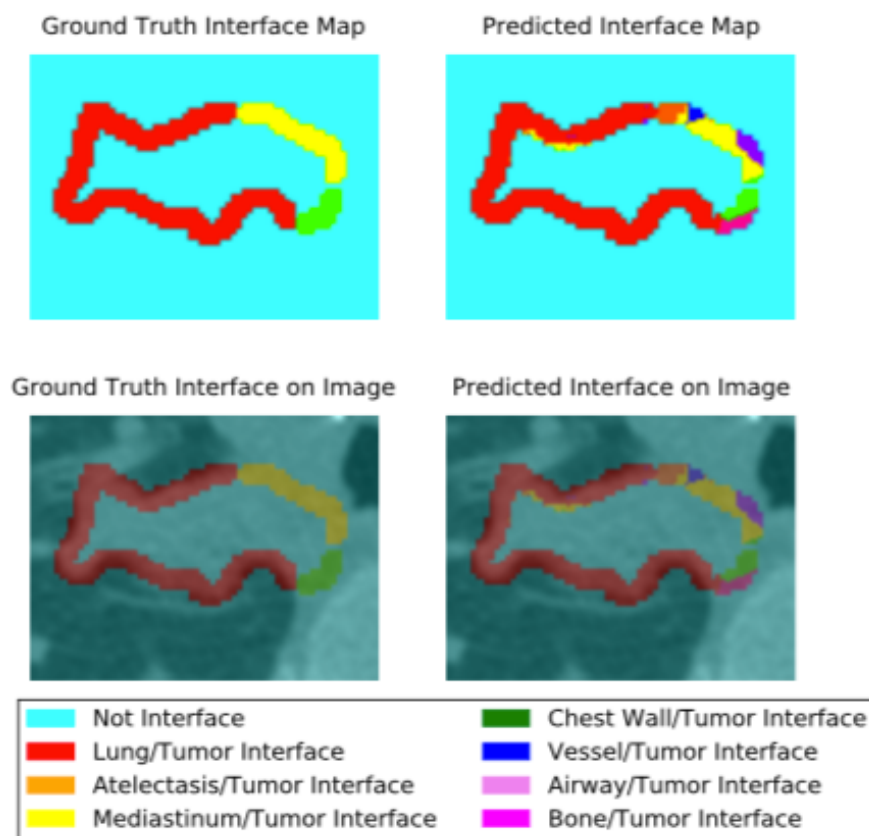 Ground Truth Interface Map
Predicted Interface Map
Ground Truth Interface on Image
Predicted Interface on Image
Not Interface
Lung/Tumor Interface
Atelectasis/Tumor Interface
Mediastinum/Tumor Interface
Chest Wall/Tumor Interface
Vessel/Tumor Interface
Airway/Tumor Interface
Bone/Tumor Interface